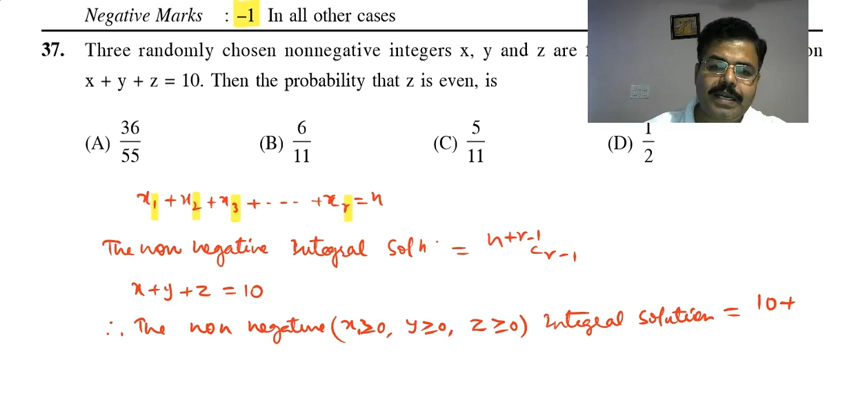 Negative Marks : –1 In all other cases
37. Three randomly chosen nonnegative integers x, y and z are on
x + y + z = 10. Then the probability that z is even, is
(A) 36/55 (B) 6/11 (C) 5/11 (D) 1/2
x₁ + x₂ + x₃ + ---- + xᵣ = n
The non negative Integral Solⁿ. = ⁿ⁺ʳ⁻¹Cᵣ₋₁
x + y + z = 10
∴ The non negative (x≥0, y≥0, z≥0) Integral solution = 10+